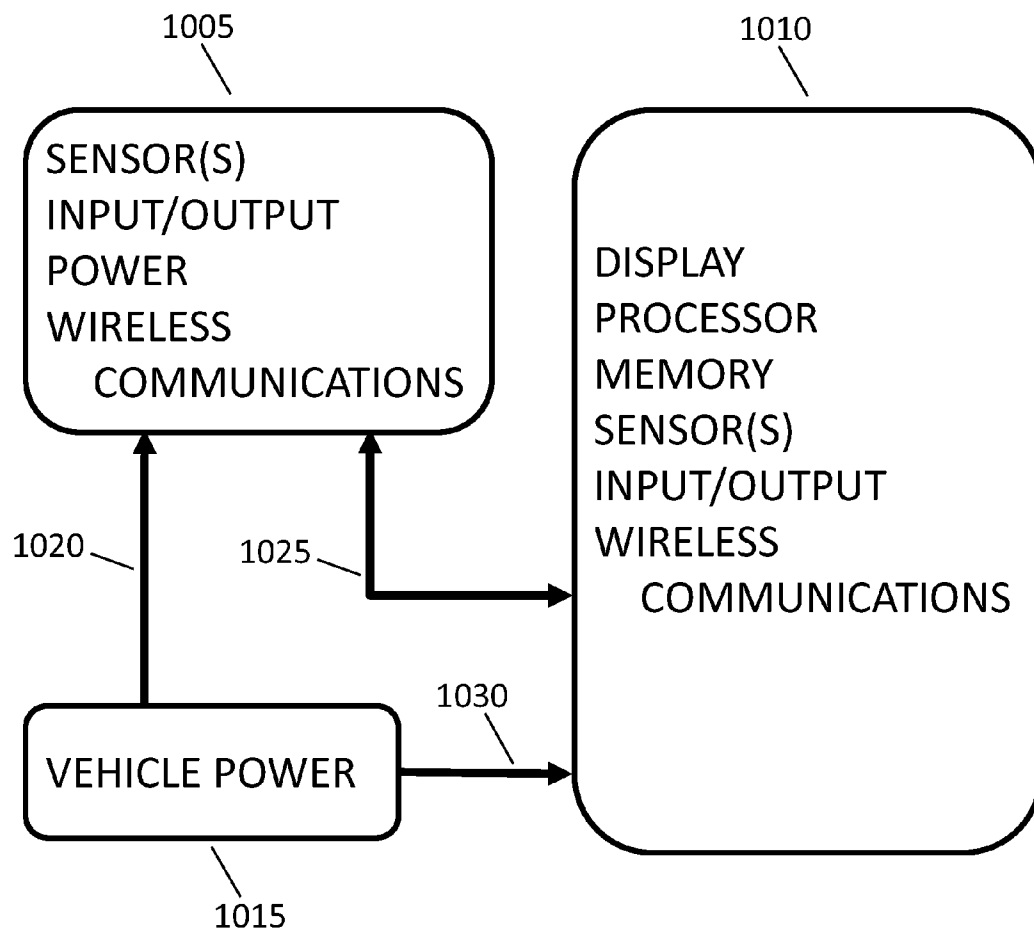 1005
1010
SENSOR(S)
INPUT/OUTPUT
POWER
WIRELESS
COMMUNICATIONS
DISPLAY
PROCESSOR
MEMORY
SENSOR(S)
INPUT/OUTPUT
WIRELESS
COMMUNICATIONS
1020
1025
1030
VEHICLE POWER
1015